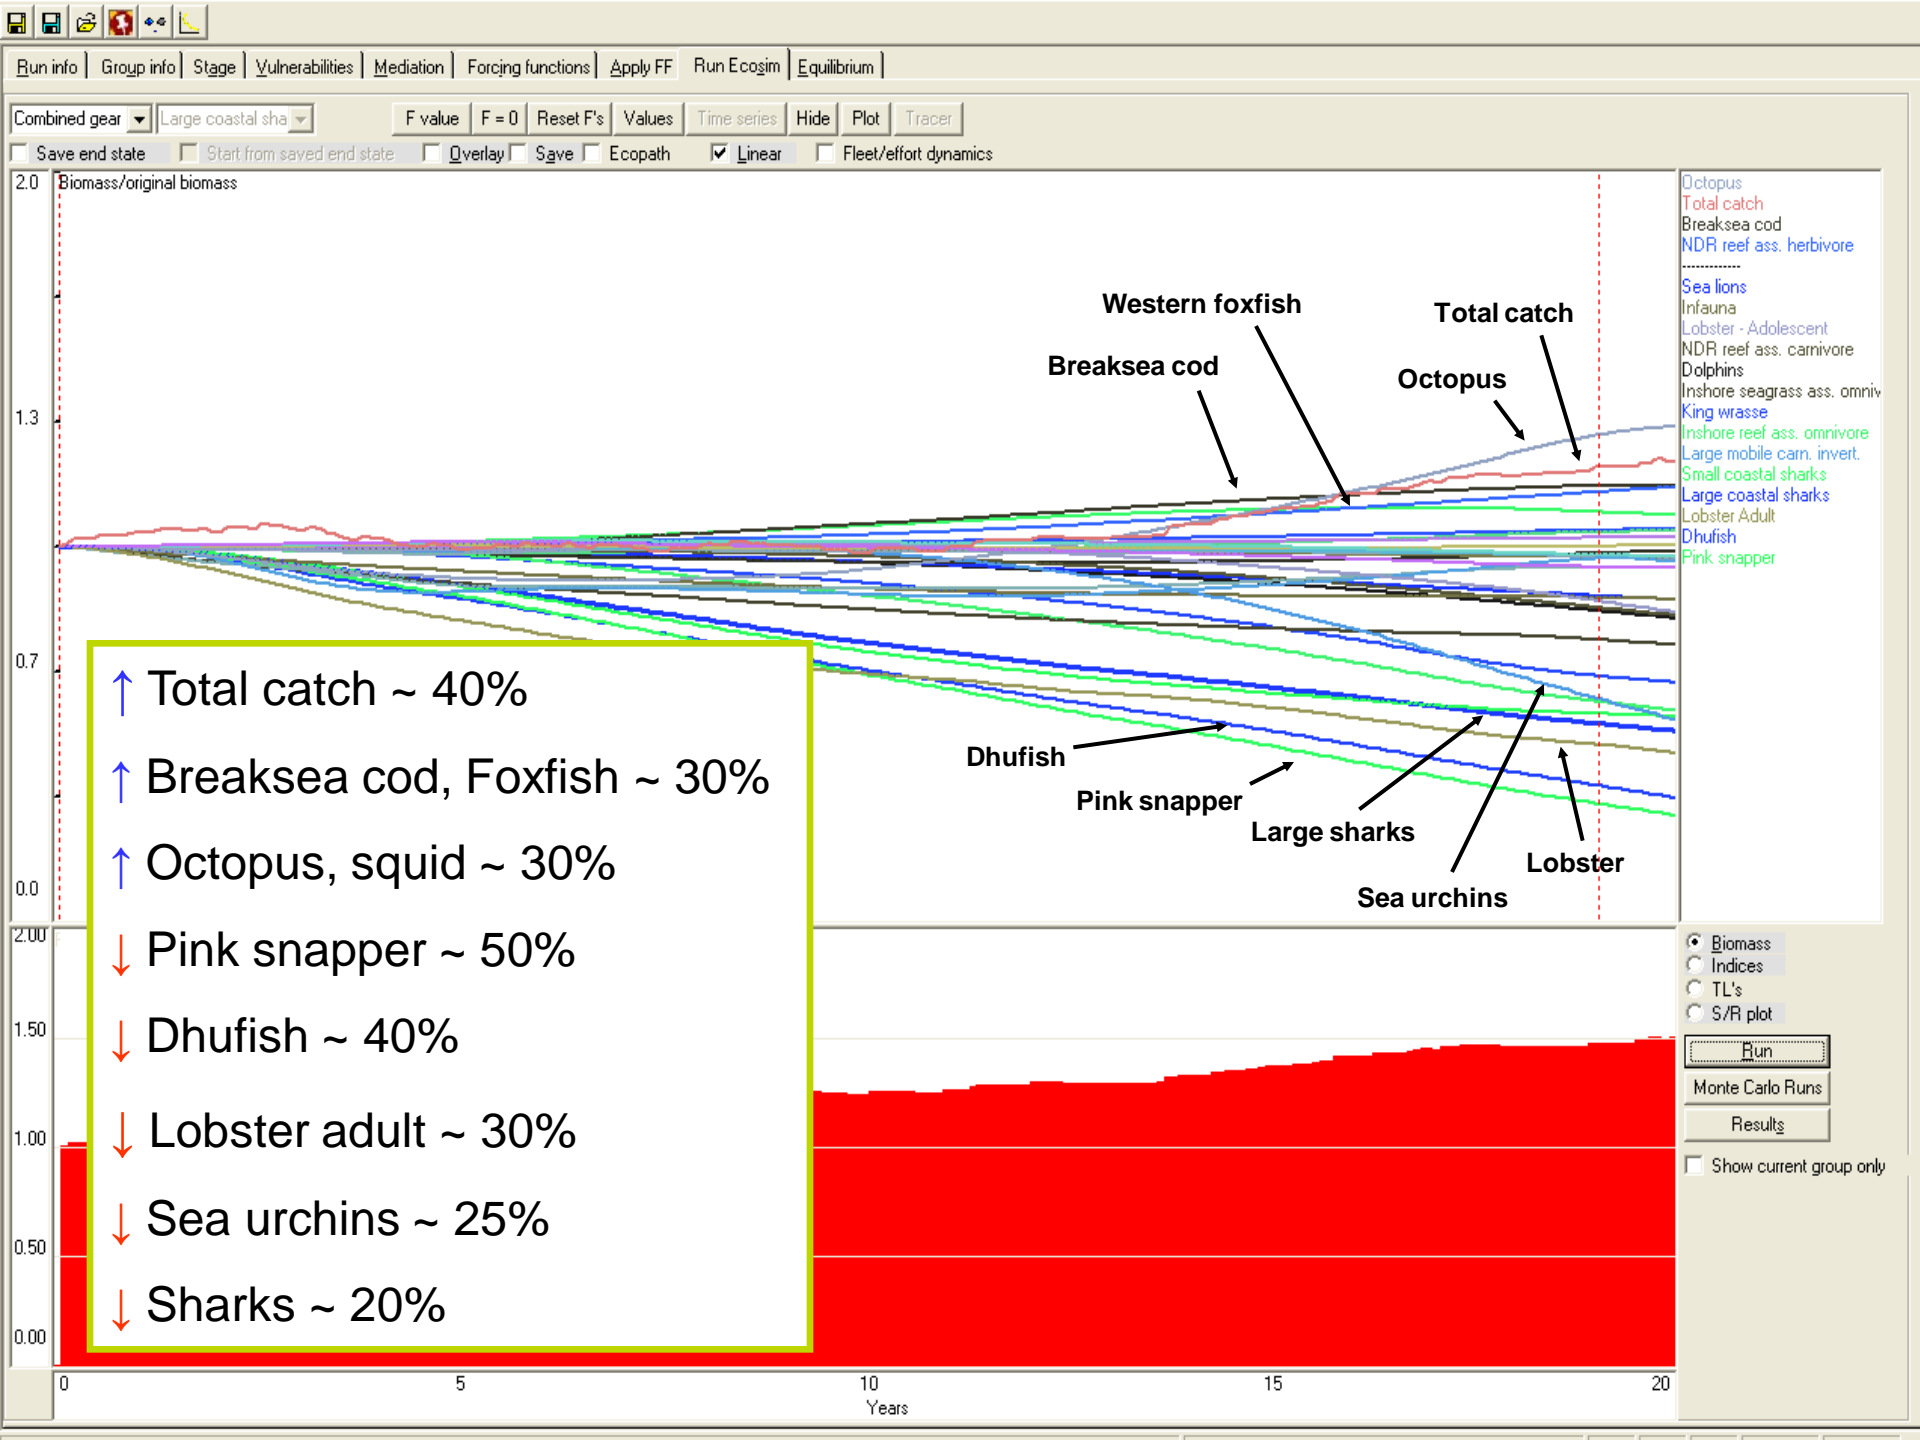 Run info Group info Stage Vulnerabilities Mediation Forcing functions Apply FF Run Ecosim Equilibrium
Combined gear Large coastal sha F value F = 0 Reset F's Values Time series Hide Plot Tracer
Save end state Start from saved end state Overlay Save Ecopath Linear Fleet/effort dynamics
2.0
1.3
0.7
0.0
Biomass/original biomass
Western foxfish
Total catch
Breaksea cod
Octopus
Dhufish
Pink snapper
Large sharks
Lobster
Sea urchins
Octopus
Total catch
Breaksea cod
NDR reef ass. herbivore
-------------
Sea lions
Infauna
Lobster - Adolescent
NDR reef ass. carnivore
Dolphins
Inshore seagrass ass. omniv
King wrasse
Inshore reef ass. omnivore
Large mobile carn. invert.
Small coastal sharks
Large coastal sharks
Lobster Adult
Dhufish
Pink snapper
↑ Total catch ~ 40%
↑ Breaksea cod, Foxfish ~ 30%
↑ Octopus, squid ~ 30%
↓ Pink snapper ~ 50%
↓ Dhufish ~ 40%
↓ Lobster adult ~ 30%
↓ Sea urchins ~ 25%
↓ Sharks ~ 20%
2.00
1.50
1.00
0.50
0.00
0 5 10 15 20
Years
Biomass
Indices
TL's
S/R plot
Run
Monte Carlo Runs
Results
Show current group only